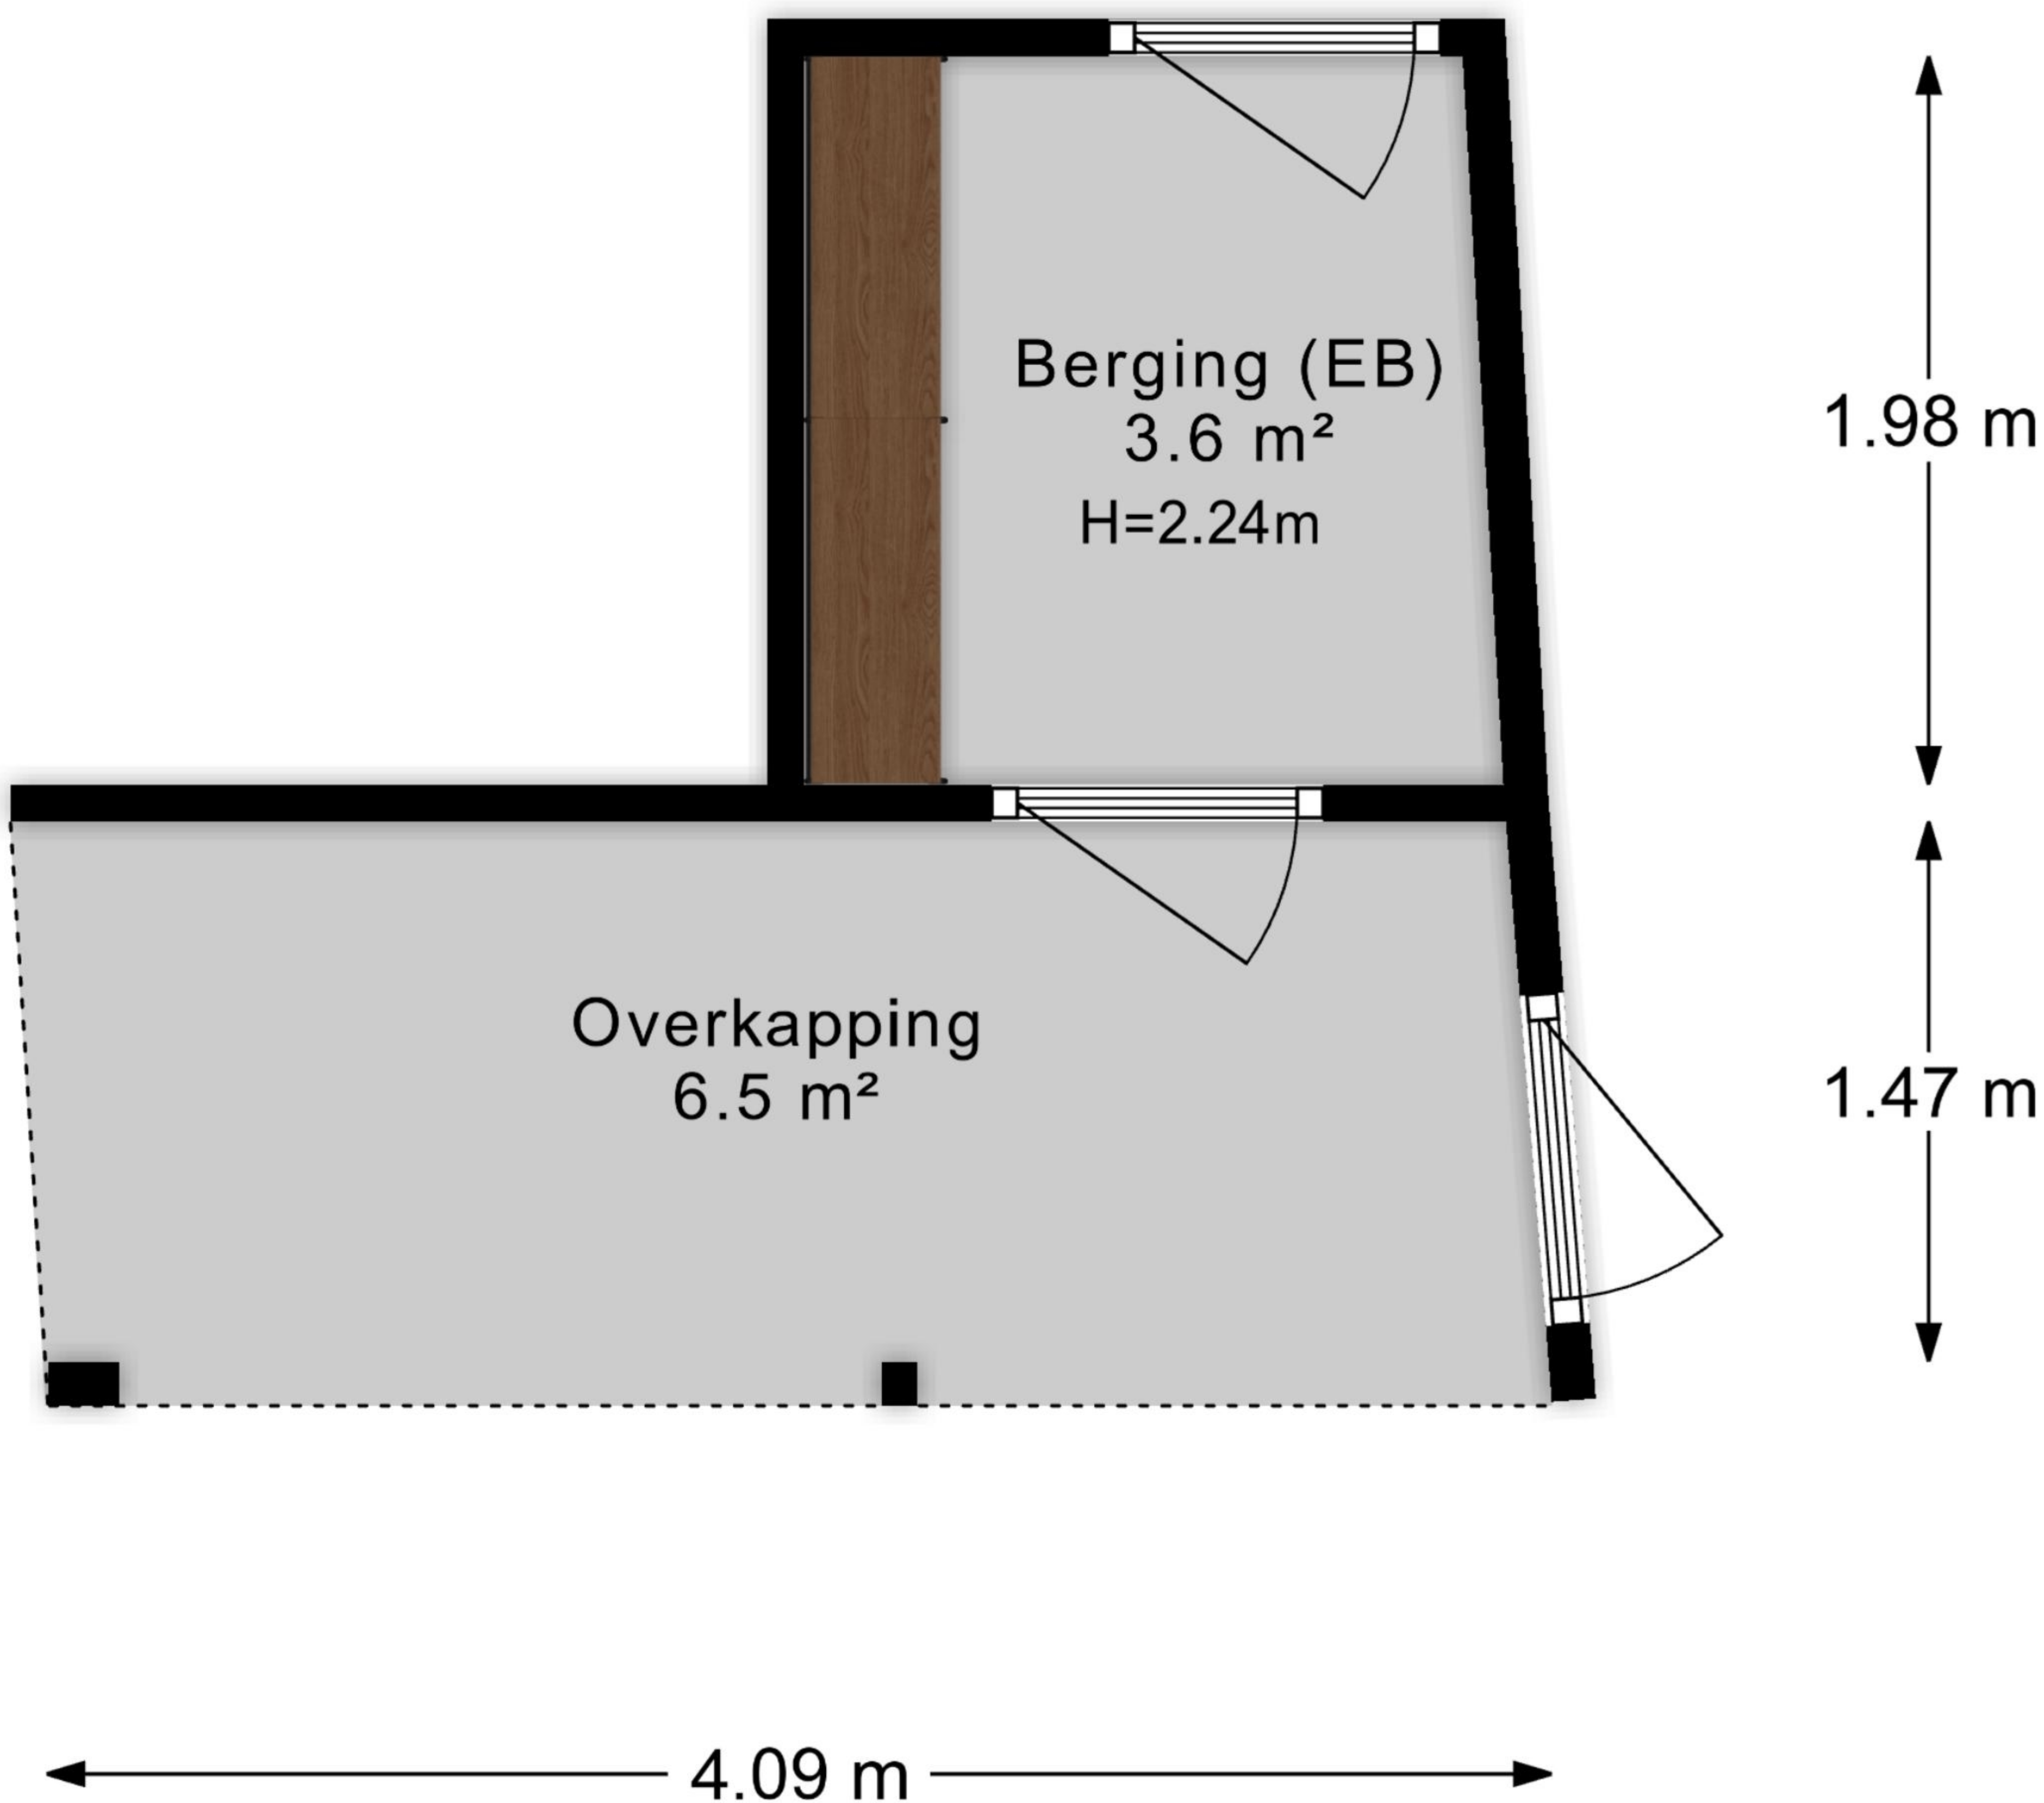 Berging (EB)
3.6 m²
H=2.24m
1.98 m
Overkapping
6.5 m²
1.47 m
4.09 m